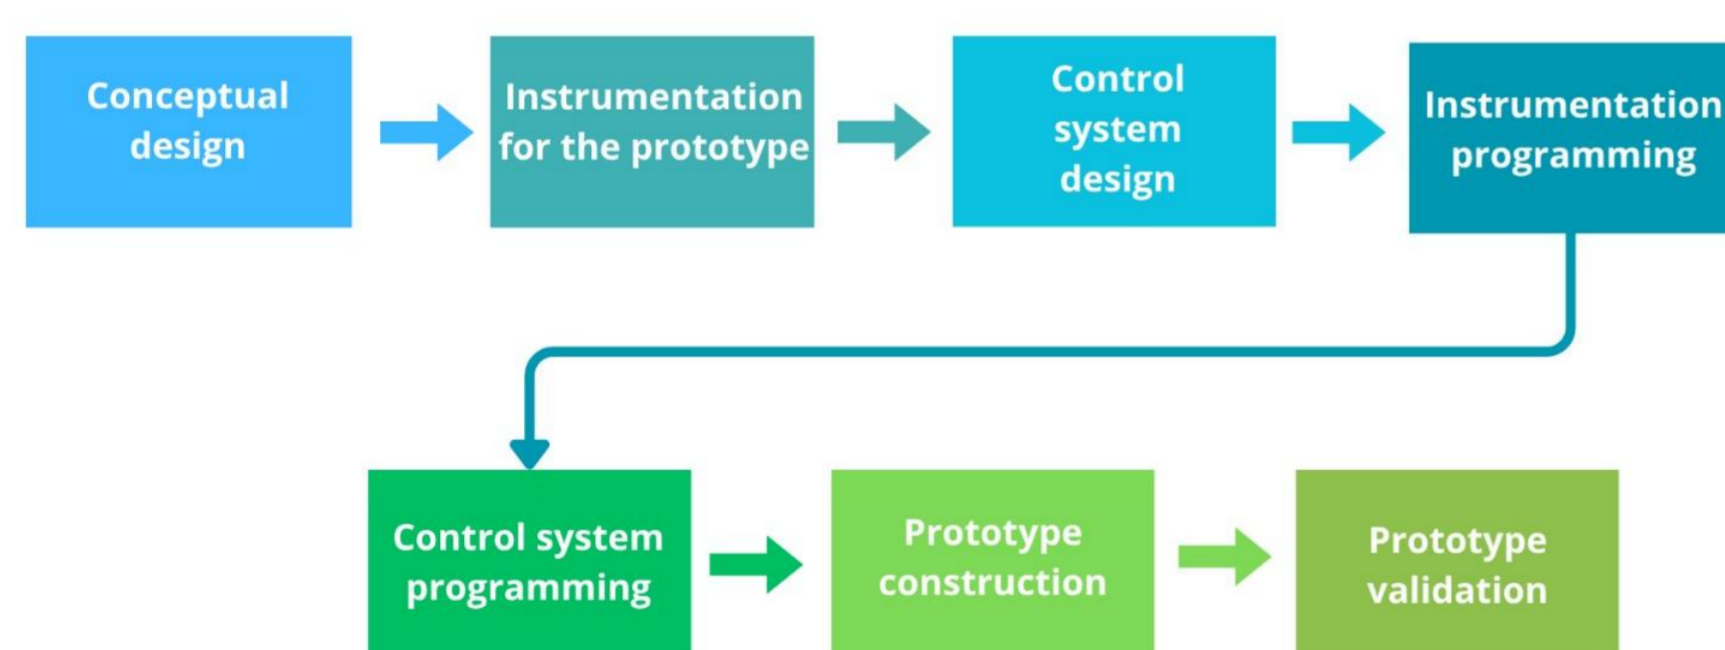 Conceptual
design
Instrumentation
for the prototype
Control
system
design
Instrumentation
programming
Control system
programming
Prototype
construction
Prototype
validation